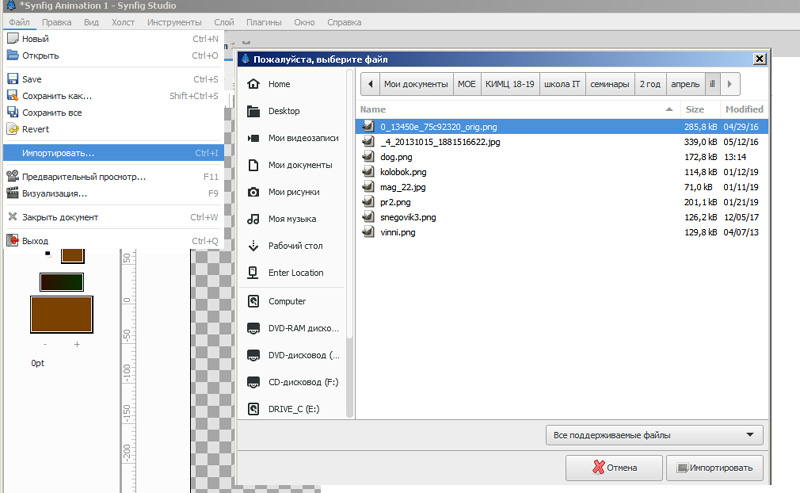 *Synfig Animation 1 - Synfig Studio
Файл Правка Вид Холст Инструменты Слой Плагины Окно Справка
Новый Ctrl+N
Открыть Ctrl+O
Save Ctrl+S
Сохранить как... Shift+Ctrl+S
Сохранить все
Revert
Импортировать... Ctrl+I
Предварительный просмотр... F11
Визуализация... F9
Закрыть документ Ctrl+W
Выход Ctrl+Q
- +
0pt
50
0
-50
-100
-150
-200
Пожалуйста, выберите файл
Home
Desktop
Мои видеозаписи
Мои документы
Мои рисунки
Моя музыка
Рабочий стол
Enter Location
Computer
DVD-RAM диско...
DVD-дисковод (...
CD-дисковод (F:)
DRIVE_C (E:)
Мои документы МОЕ КИМЦ 18-19 школа IT семинары 2 год апрель ill
Name Size Modified
0_13450e_75c92320_orig.png 285,8 kB 04/29/16
_4_20131015_1881516622.jpg 339,0 kB 05/12/16
dog.png 172,8 kB 13:14
kolobok.png 114,8 kB 01/12/19
mag_22.jpg 71,0 kB 01/11/19
pr2.png 201,1 kB 01/21/19
snegovik3.png 126,2 kB 12/05/17
vinni.png 129,8 kB 04/07/13
Все поддерживаемые файлы
Отмена Импортировать